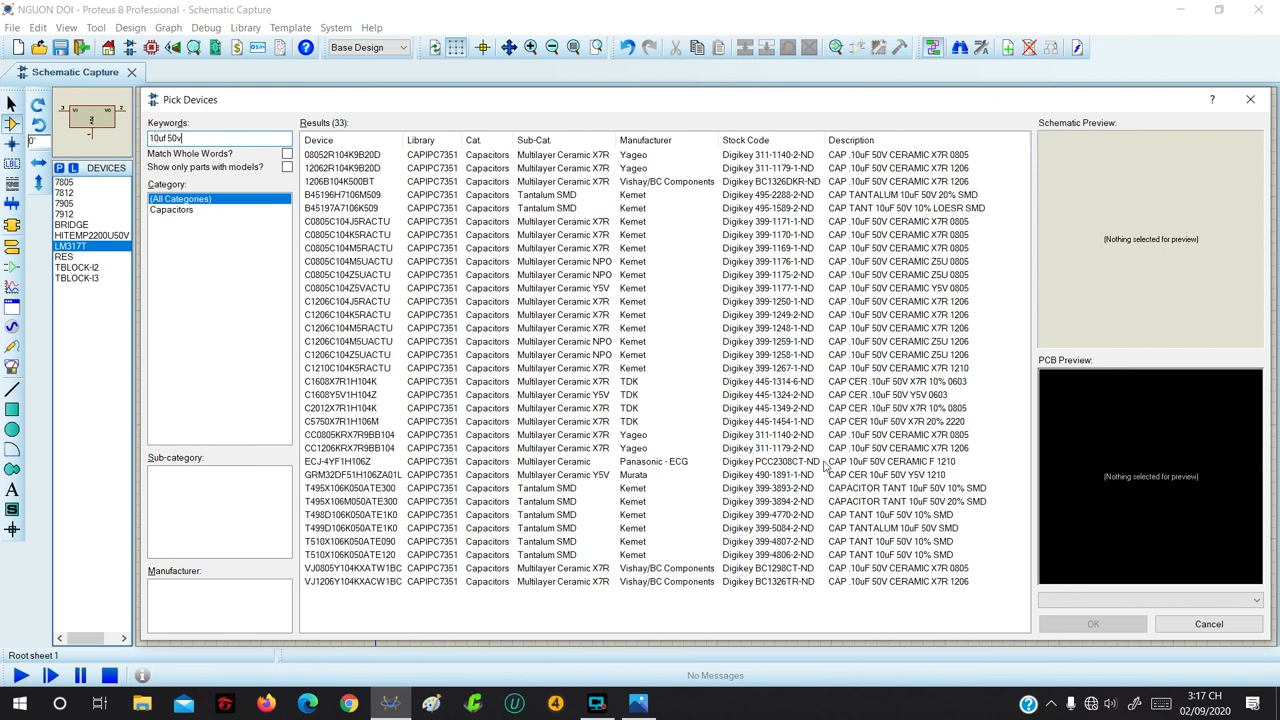 NGUON DOI - Proteus 8 Professional - Schematic Capture
File Edit View Tool Design Graph Debug Library Template System Help
Base Design
Schematic Capture
Pick Devices
Keywords:
10uf 50v
Match Whole Words?
Show only parts with models?
Category:
(All Categories)
Capacitors
Sub-category:
Manufacturer:
DEVICES
7805
7812
7905
7912
BRIDGE
HITEMP2200U50V
LM317T
RES
TBLOCK-I2
TBLOCK-I3
Results (33):
Device Library Cat. Sub-Cat. Manufacturer Stock Code Description
08052R104K9B20D CAPIPC7351 Capacitors Multilayer Ceramic X7R Yageo Digikey 311-1140-2-ND CAP .10uF 50V CERAMIC X7R 0805
12062R104K9B20D CAPIPC7351 Capacitors Multilayer Ceramic X7R Yageo Digikey 311-1179-1-ND CAP .10uF 50V CERAMIC X7R 1206
1206B104K500BT CAPIPC7351 Capacitors Multilayer Ceramic X7R Vishay/BC Components Digikey BC1326DKR-ND CAP .10uF 50V CERAMIC X7R 1206
B45196H7106M509 CAPIPC7351 Capacitors Tantalum SMD Kemet Digikey 495-2288-2-ND CAP TANTALUM 10uF 50V 20% SMD
B45197A7106K509 CAPIPC7351 Capacitors Tantalum SMD Kemet Digikey 495-1589-2-ND CAP TANT 10uF 50V 10% LOESR SMD
C0805C104J5RACTU CAPIPC7351 Capacitors Multilayer Ceramic X7R Kemet Digikey 399-1171-1-ND CAP .10uF 50V CERAMIC X7R 0805
C0805C104K5RACTU CAPIPC7351 Capacitors Multilayer Ceramic X7R Kemet Digikey 399-1170-1-ND CAP .10uF 50V CERAMIC X7R 0805
C0805C104M5RACTU CAPIPC7351 Capacitors Multilayer Ceramic X7R Kemet Digikey 399-1169-1-ND CAP .10uF 50V CERAMIC X7R 0805
C0805C104M5UACTU CAPIPC7351 Capacitors Multilayer Ceramic NPO Kemet Digikey 399-1176-1-ND CAP .10uF 50V CERAMIC Z5U 0805
C0805C104Z5UACTU CAPIPC7351 Capacitors Multilayer Ceramic NPO Kemet Digikey 399-1175-2-ND CAP .10uF 50V CERAMIC Z5U 0805
C0805C104Z5VACTU CAPIPC7351 Capacitors Multilayer Ceramic Y5V Kemet Digikey 399-1177-1-ND CAP .10uF 50V CERAMIC Y5V 0805
C1206C104J5RACTU CAPIPC7351 Capacitors Multilayer Ceramic X7R Kemet Digikey 399-1250-1-ND CAP .10uF 50V CERAMIC X7R 1206
C1206C104K5RACTU CAPIPC7351 Capacitors Multilayer Ceramic X7R Kemet Digikey 399-1249-2-ND CAP .10uF 50V CERAMIC X7R 1206
C1206C104M5RACTU CAPIPC7351 Capacitors Multilayer Ceramic X7R Kemet Digikey 399-1248-1-ND CAP .10uF 50V CERAMIC X7R 1206
C1206C104M5UACTU CAPIPC7351 Capacitors Multilayer Ceramic NPO Kemet Digikey 399-1259-1-ND CAP .10uF 50V CERAMIC Z5U 1206
C1206C104Z5UACTU CAPIPC7351 Capacitors Multilayer Ceramic NPO Kemet Digikey 399-1258-1-ND CAP .10uF 50V CERAMIC Z5U 1206
C1210C104K5RACTU CAPIPC7351 Capacitors Multilayer Ceramic X7R Kemet Digikey 399-1267-1-ND CAP .10uF 50V CERAMIC X7R 1210
C1608X7R1H104K CAPIPC7351 Capacitors Multilayer Ceramic X7R TDK Digikey 445-1314-6-ND CAP CER .10uF 50V X7R 10% 0603
C1608Y5V1H104Z CAPIPC7351 Capacitors Multilayer Ceramic Y5V TDK Digikey 445-1324-2-ND CAP CER .10uF 50V Y5V 0603
C2012X7R1H104K CAPIPC7351 Capacitors Multilayer Ceramic X7R TDK Digikey 445-1349-2-ND CAP CER .10uF 50V X7R 10% 0805
C5750X7R1H106M CAPIPC7351 Capacitors Multilayer Ceramic X7R TDK Digikey 445-1454-1-ND CAP CER 10uF 50V X7R 20% 2220
CC0805KRX7R9BB104 CAPIPC7351 Capacitors Multilayer Ceramic X7R Yageo Digikey 311-1140-2-ND CAP .10uF 50V CERAMIC X7R 0805
CC1206KRX7R9BB104 CAPIPC7351 Capacitors Multilayer Ceramic X7R Yageo Digikey 311-1179-2-ND CAP .10uF 50V CERAMIC X7R 1206
ECJ-4YF1H106Z CAPIPC7351 Capacitors Multilayer Ceramic Panasonic - ECG Digikey PCC2308CT-ND CAP 10uF 50V CERAMIC F 1210
GRM32DF51H106ZA01L CAPIPC7351 Capacitors Multilayer Ceramic Y5V Murata Digikey 490-1891-1-ND CAP CER 10uF 50V Y5V 1210
T495X106K050ATE300 CAPIPC7351 Capacitors Tantalum SMD Kemet Digikey 399-3893-2-ND CAPACITOR TANT 10uF 50V 10% SMD
T495X106M050ATE300 CAPIPC7351 Capacitors Tantalum SMD Kemet Digikey 399-5001-2-ND CAPACITOR TANT 10uF 50V 20% SMD
T498D106K050ATE1K0 CAPIPC7351 Capacitors Tantalum SMD Kemet Digikey 399-4770-2-ND CAP TANT 10uF 50V 10% SMD
T499D106K050ATE1K0 CAPIPC7351 Capacitors Tantalum SMD Kemet Digikey 399-5084-2-ND CAP TANTALUM 10uF 50V SMD
T510X106K050ATE090 CAPIPC7351 Capacitors Tantalum SMD Kemet Digikey 399-4807-2-ND CAP TANT 10uF 50V 10% SMD
T510X106K050ATE120 CAPIPC7351 Capacitors Tantalum SMD Kemet Digikey 399-4806-2-ND CAP TANT 10uF 50V 10% SMD
VJ0805Y104KXATW1BC CAPIPC7351 Capacitors Multilayer Ceramic X7R Vishay/BC Components Digikey BC1298CT-ND CAP .10uF 50V CERAMIC X7R 0805
VJ1206Y104KXACW1BC CAPIPC7351 Capacitors Multilayer Ceramic X7R Vishay/BC Components Digikey BC1326TR-ND CAP .10uF 50V CERAMIC X7R 1206
Schematic Preview:
(Nothing selected for preview)
PCB Preview:
(Nothing selected for preview)
OK Cancel
Root sheet 1
No Messages
3:17 CH
02/09/2020